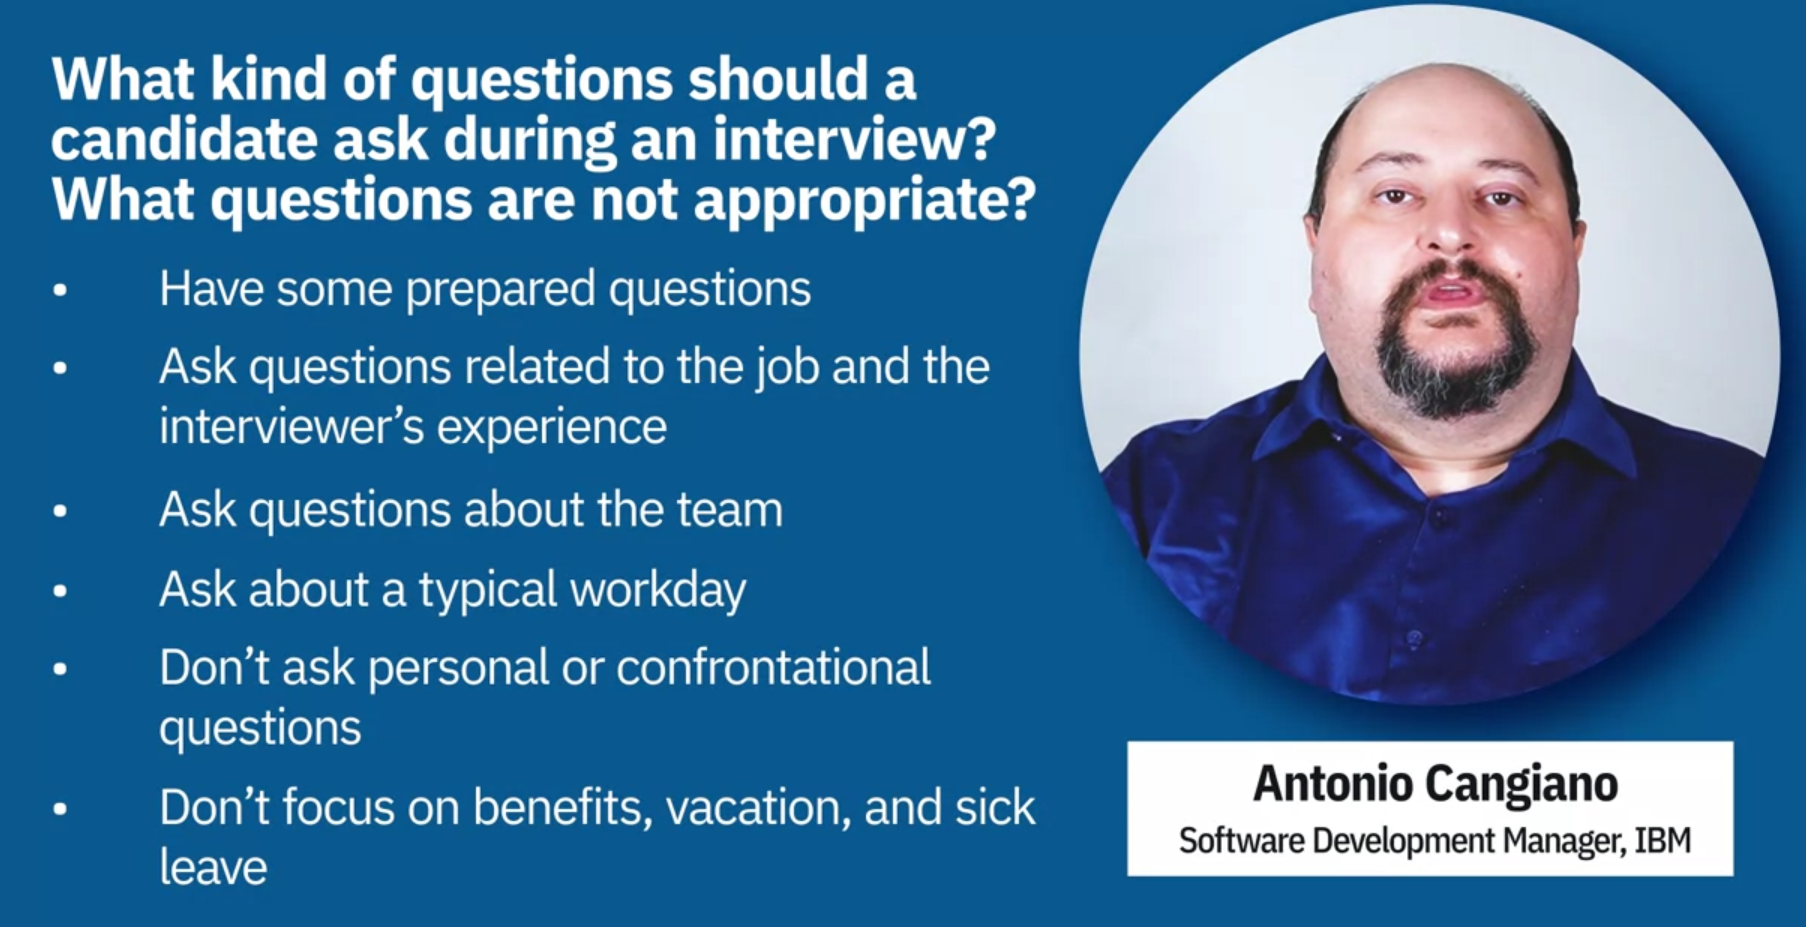 What kind of questions should a
candidate ask during an interview?
What questions are not appropriate?
• Have some prepared questions
• Ask questions related to the job and the
interviewer’s experience
• Ask questions about the team
• Ask about a typical workday
• Don’t ask personal or confrontational
questions
• Don’t focus on benefits, vacation, and sick
leave
Antonio Cangiano
Software Development Manager, IBM